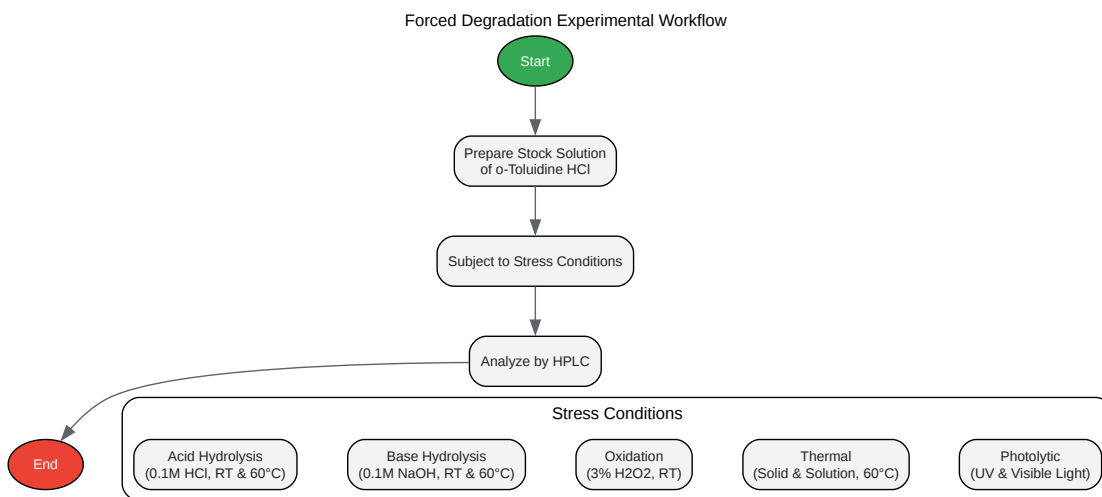 Forced Degradation Experimental Workflow
Start
Prepare Stock Solution
of o-Toluidine HCl
Subject to Stress Conditions
Analyze by HPLC
Stress Conditions
End
Acid Hydrolysis
(0.1M HCl, RT & 60°C)
Base Hydrolysis
(0.1M NaOH, RT & 60°C)
Oxidation
(3% H2O2, RT)
Thermal
(Solid & Solution, 60°C)
Photolytic
(UV & Visible Light)